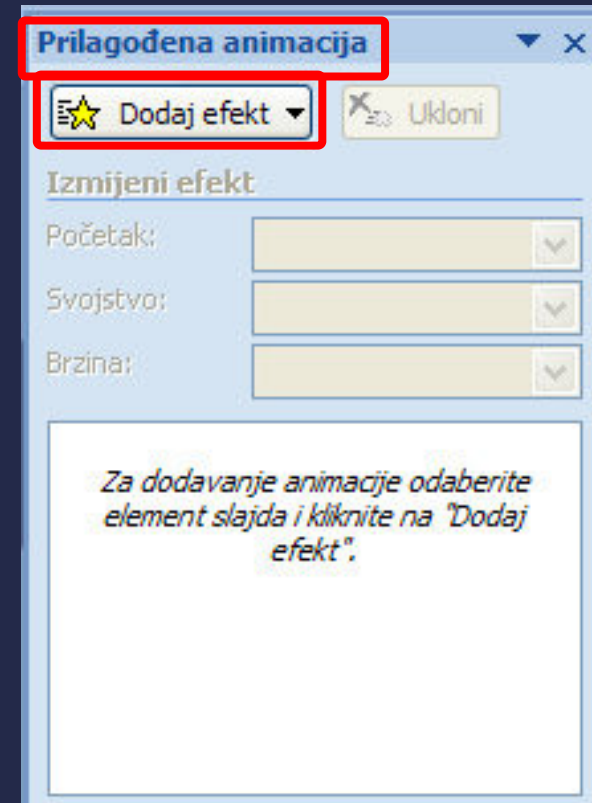 Prilagođena animacija
Dodaj efekt
Ukloni
Izmijeni efekt
Početak:
Svojstvo:
Brzina:
Za dodavanje animacije odaberite
element slajda i kliknite na "Dodaj
efekt".